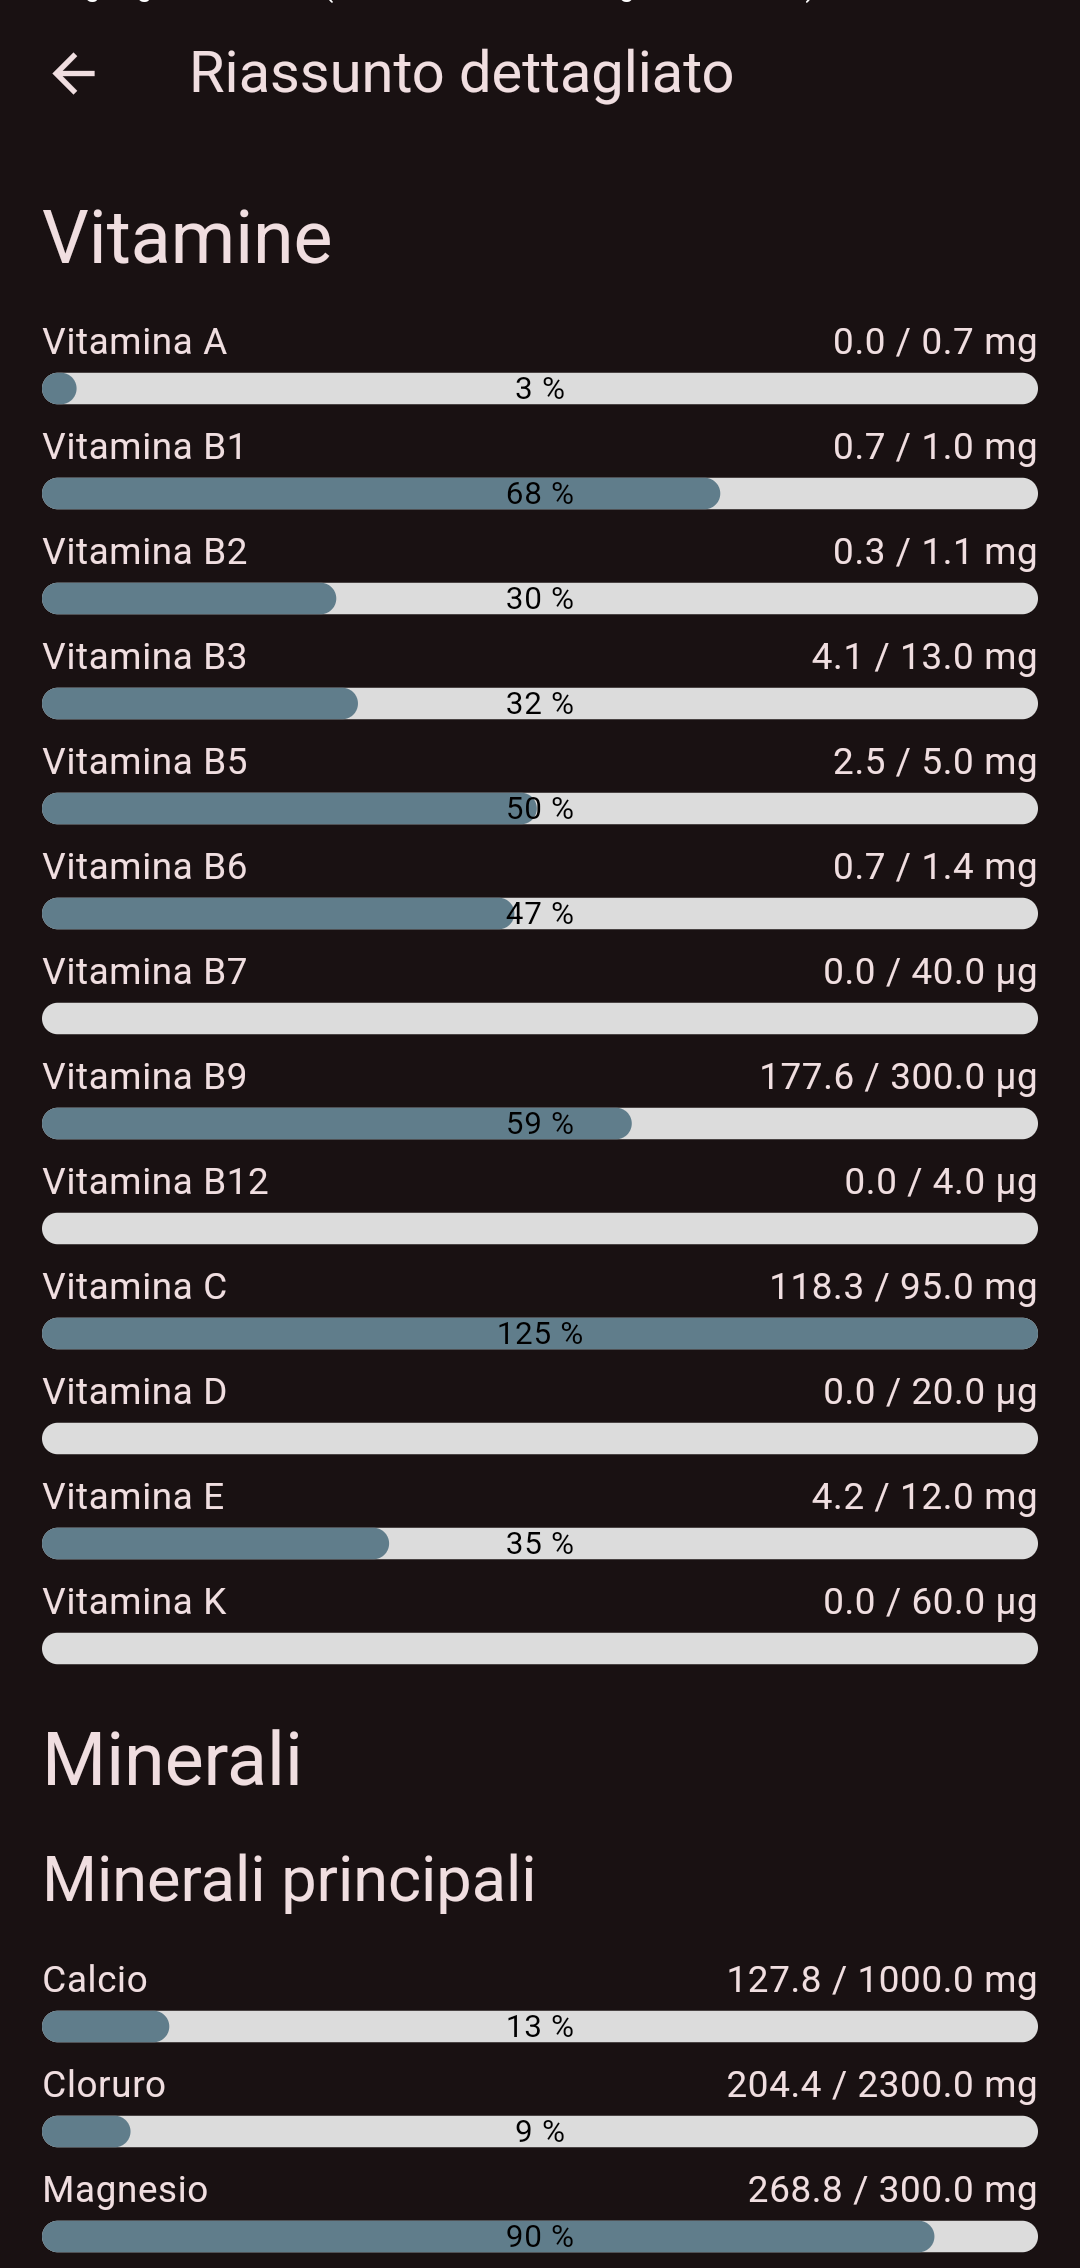 Riassunto dettagliato
Vitamine
Vitamina A 0.0 / 0.7 mg
3 %
Vitamina B1 0.7 / 1.0 mg
68 %
Vitamina B2 0.3 / 1.1 mg
30 %
Vitamina B3 4.1 / 13.0 mg
32 %
Vitamina B5 2.5 / 5.0 mg
50 %
Vitamina B6 0.7 / 1.4 mg
47 %
Vitamina B7 0.0 / 40.0 µg
Vitamina B9 177.6 / 300.0 µg
59 %
Vitamina B12 0.0 / 4.0 µg
Vitamina C 118.3 / 95.0 mg
125 %
Vitamina D 0.0 / 20.0 µg
Vitamina E 4.2 / 12.0 mg
35 %
Vitamina K 0.0 / 60.0 µg
Minerali
Minerali principali
Calcio 127.8 / 1000.0 mg
13 %
Cloruro 204.4 / 2300.0 mg
9 %
Magnesio 268.8 / 300.0 mg
90 %